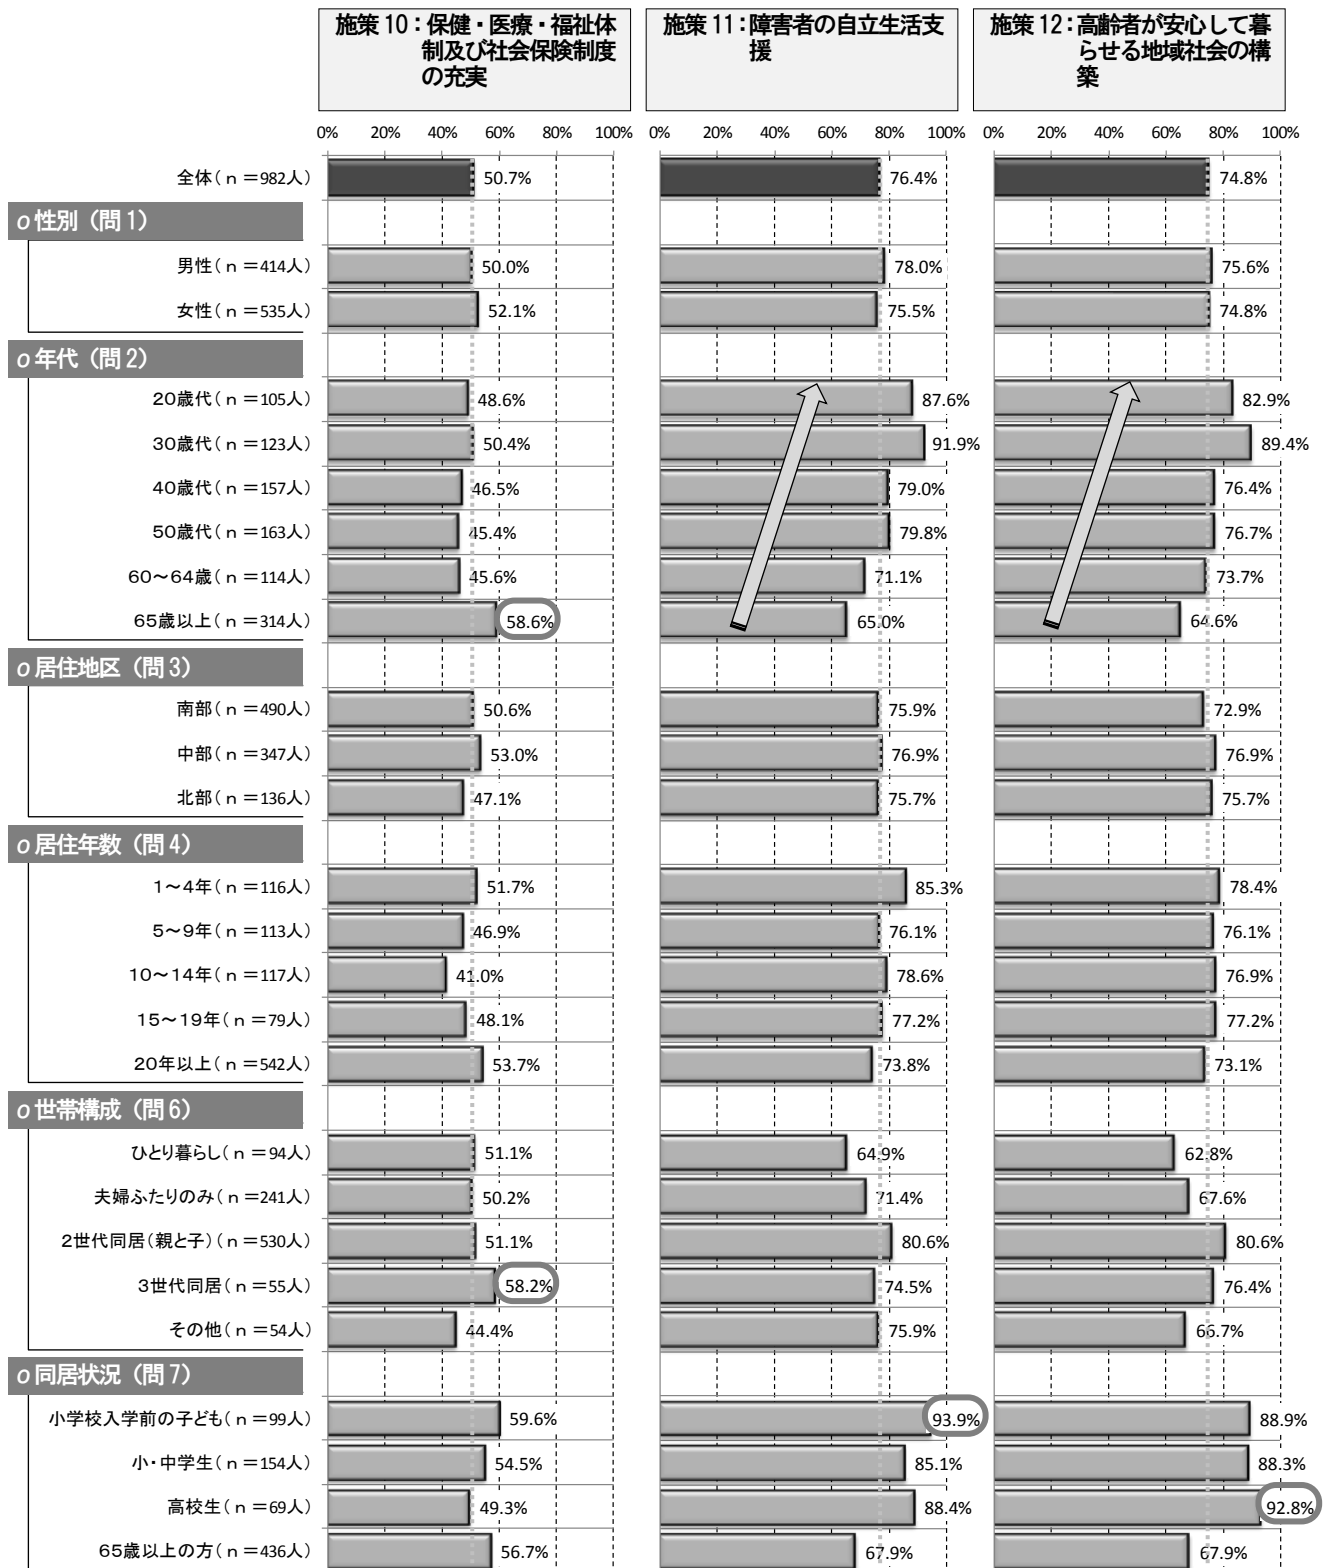 施策10：保健・医療・福祉体
制及び社会保険制度
の充実
施策11：障害者の自立生活支
援
施策12：高齢者が安心して暮
らせる地域社会の構
築
0% 20% 40% 60% 80% 100% 0% 20% 40% 60% 80% 100% 0% 20% 40% 60% 80% 100%
全体（ｎ＝982人） 50.7% 76.4% 74.8%
o 性別（問1）
男性（ｎ＝414人） 50.0% 78.0% 75.6%
女性（ｎ＝535人） 52.1% 75.5% 74.8%
o 年代（問2）
20歳代（ｎ＝105人） 48.6% 87.6% 82.9%
30歳代（ｎ＝123人） 50.4% 91.9% 89.4%
40歳代（ｎ＝157人） 46.5% 79.0% 76.4%
50歳代（ｎ＝163人） 45.4% 79.8% 76.7%
60～64歳（ｎ＝114人） 45.6% 71.1% 73.7%
65歳以上（ｎ＝314人） 58.6% 65.0% 64.6%
o 居住地区（問3）
南部（ｎ＝490人） 50.6% 75.9% 72.9%
中部（ｎ＝347人） 53.0% 76.9% 76.9%
北部（ｎ＝136人） 47.1% 75.7% 75.7%
o 居住年数（問4）
1～4年（ｎ＝116人） 51.7% 85.3% 78.4%
5～9年（ｎ＝113人） 46.9% 76.1% 76.1%
10～14年（ｎ＝117人） 41.0% 78.6% 76.9%
15～19年（ｎ＝79人） 48.1% 77.2% 77.2%
20年以上（ｎ＝542人） 53.7% 73.8% 73.1%
o 世帯構成（問6）
ひとり暮らし（ｎ＝94人） 51.1% 64.9% 62.8%
夫婦ふたりのみ（ｎ＝241人） 50.2% 71.4% 67.6%
2世代同居（親と子）（ｎ＝530人） 51.1% 80.6% 80.6%
3世代同居（ｎ＝55人） 58.2% 74.5% 76.4%
その他（ｎ＝54人） 44.4% 75.9% 66.7%
o 同居状況（問7）
小学校入学前の子ども（ｎ＝99人） 59.6% 93.9% 88.9%
小・中学生（ｎ＝154人） 54.5% 85.1% 88.3%
高校生（ｎ＝69人） 49.3% 88.4% 92.8%
65歳以上の方（ｎ＝436人） 56.7% 67.9% 67.9%